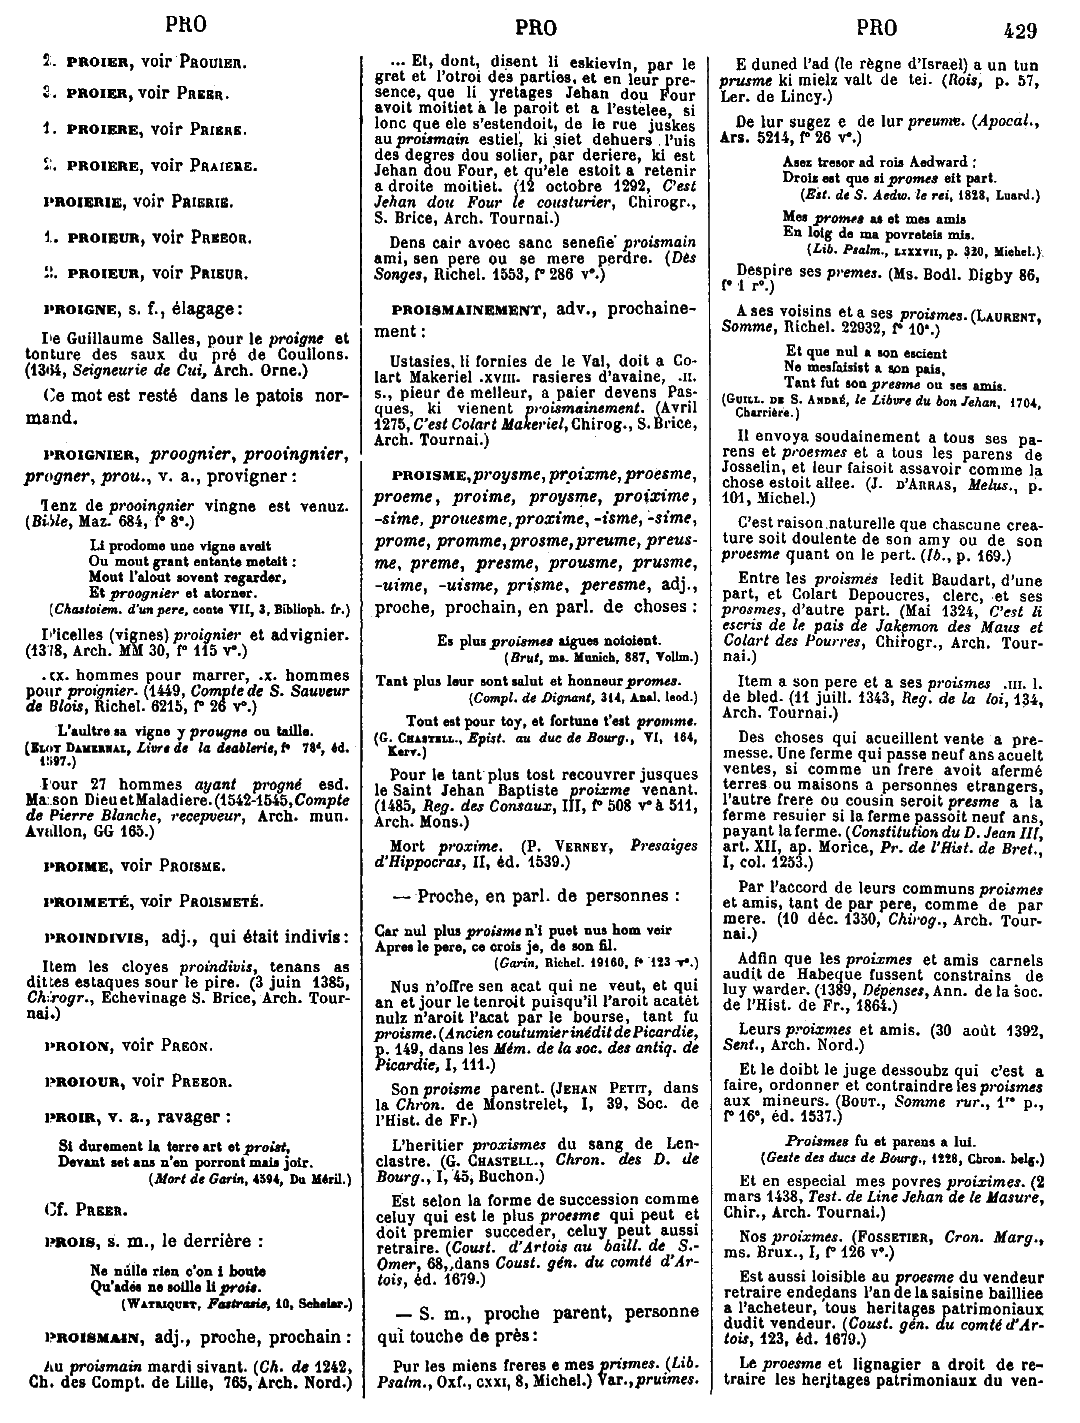 PRO PRO PRO 429
2. PROIER, voir PROUIER.
3. PROIER, voir PREER.
1. PROIERE, voir PRIERE.
2. PROIERE, voir PRAIERE.
PROIERIE, voir PRIERIE.
1. PROIEUR, voir PREEOR.
2. PROIEUR, voir PRIEUR.
PROIGNE, s. f., élagage :
De Guillaume Salles, pour le proigne et
tonture des saux du pré de Coullons.
(1364, Seigneurie de Cui, Arch. Orne.)
Ce mot est resté dans le patois nor-
mand.
PROIGNIER, proognier, prooingnier,
progner, prou., v. a., provigner :
Tenz de prooingnier vingne est venuz.
(Bible, Maz. 684, f° 8°.)
Li prodome une vigne aveit
Ou mout grant entente metait :
Mout l'alout sovent regarder,
Et proognier et atorner.
(Chastoiem. d'un pere, conte VII, 3, Biblioph. fr.)
D'icelles (vignes) proignier et advignier.
(1378, Arch. MM 30, f° 115 v°.)
.xx. hommes pour marrer, .x. hommes
pour proignier. (1449, Compte de S. Sauveur
de Blois, Richel. 6215, f° 26 v°.)
L'aultre sa vigne y prougne ou taille.
(ELOY DAMERNAL, Livre de la deablerie, f° 78d, éd.
1597.)
Pour 27 hommes ayant progné esd.
Maison Dieu et Maladiere. (1542-1545, Compte
de Pierre Blanche, recepveur, Arch. mun.
Avallon, GG 165.)
PROIME, voir PROISME.
PROIMETÉ, voir PROISMETÉ.
PROINDIVIS, adj., qui était indivis :
Item les cloyes proindivis, tenans as
dittes estaques sour le pire. (3 juin 1385,
Chirogr., Echevinage S. Brice, Arch. Tour-
nai.)
PROION, voir PREON.
PROIOUR, voir PREEOR.
PROIR, v. a., ravager :
Si durement la terre art et proist,
Devant set ans n'en porront mais joir.
(Mort de Garin, 4594, Du Méril.)
Cf. PREER.
PROIS, s. m., le derrière :
Ne nülle rien c'on i boute
Qu'adés ne soille li prois.
(WATRIQUET, Fastrasie, 10, Scheler.)
PROISMAIN, adj., proche, prochain :
Au proismain mardi sivant. (Ch. de 1242,
Ch. des Compt. de Lille, 765, Arch. Nord.)
... Et, dont, disent li eskievin, par le
gret et l'otroi des parties, et en leur pre-
sence, que li yretages Jehan dou Four
avoit moitiet à le paroit et a l'estelee, si
lonc que ele s'estendoit, de le rue juskes
au proismain estiel, ki siet dehuers l'uis
des degres dou solier, par deriere, ki est
Jehan dou Four, et qu'ele estoit a retenir
a droite moitiet. (12 octobre 1292, C'est
Jehan dou Four le cousturier, Chirogr.,
S. Brice, Arch. Tournai.)
Dens cair avoec sanc senefie proismain
ami, sen pere ou se mere perdre. (Des
Songes, Richel. 1553, f° 286 v°.)
PROISMAINEMENT, adv., prochaine-
ment :
Ustasies, li fornies de le Val, doit a Co-
lart Makeriel .XVIII. rasieres d'avaine, .II.
s., pieur de melleur, a paier devens Pas-
ques, ki vienent proismainement. (Avril
1275, C'est Colart Makeriel, Chirog., S. Brice,
Arch. Tournai.)
PROISME, proysme, proixme, proesme,
proeme, proime, proysme, proixime,
-sime, prouesme, proxime, -isme, -sime,
prome, promme, prosme, preume, preus-
me, preme, presme, prousme, prusme,
-uime, -uisme, prisme, peresme, adj.,
proche, prochain, en parl. de choses :
Es plus proismes aigues noioient.
(Brut, ms. Munich, 887, Vollm.)
Tant plus leur sont salut et honneur promes.
(Compl. de Dignant, 314, Anal. leod.)
Tout est pour toy, et fortune t'est promme.
(G. CHASTELL., Epist. au duc de Bourg., VI, 164,
Kerv.)
Pour le tant plus tost recouvrer jusques
le Saint Jehan Baptiste proixme venant.
(1485, Reg. des Consaux, III, f° 508 v° à 511,
Arch. Mons.)
Mort proxime. (P. VERNEY, Presaiges
d'Hippocras, II, éd. 1539.)
— Proche, en parl. de personnes :
Car nul plus proisme n'i puet nus hom veir
Apres le pere, ce crois je, de son fil.
(Garin, Richel. 19160, f° 123 v°.)
Nus n'offre sen acat qui ne veut, et qui
an et jour le tenroit puisqu'il l'aroit acatét
nulz n'aroit l'acat par le bourse, tant fu
proisme. (Ancien coutumier inédit de Picardie,
p. 149, dans les Mém. de la soc. des antiq. de
Picardie, I, 111.)
Son proisme parent. (JEHAN PETIT, dans
la Chron. de Monstrelet, I, 39, Soc. de
l'Hist. de Fr.)
L'heritier proxismes du sang de Len-
clastre. (G. CHASTELL., Chron. des D. de
Bourg., I, 45, Buchon.)
Est selon la forme de succession comme
celuy qui est le plus proesme qui peut et
doit premier succeder, celuy peut aussi
retraire. (Coust. d'Artois au baill. de S.-
Omer, 68, dans Coust. gén. du comté d'Ar-
tois, éd. 1679.)
— S. m., proche parent, personne
qui touche de près :
Pur les miens freres e mes prismes. (Lib.
Psalm., Oxf., CXXI, 8, Michel.) Var., pruimes.
E duned l'ad (le règne d'Israel) a un tun
prusme ki mielz valt de tei. (Rois, p. 57,
Ler. de Lincy.)
De lur sugez e de lur preume. (Apocal.,
Ars. 5214, f° 26 v°.)
Asez tresor ad rois Aedward ;
Drois est que si promes eit part.
(Est. de S. Aedw. le rei, 1828, Luard.)
Mes promes as et mes amis
En loig de ma povreteis mis.
(Lib. Psalm., LXXVII, p. 320, Michel.)
Despire ses premes. (Ms. Bodl. Digby 86,
f° 1 r°.)
A ses voisins et a ses proismes. (LAURENT,
Somme, Richel. 22932, f° 10a.)
Et que nul a son escient
Ne mesfaisist a son pais,
Tant fut son presme ou ses amis.
(GUILL. DE S. ANDRÉ, le Libvre du bon Jehan, 1704,
Charrière.)
Il envoya soudainement a tous ses pa-
rens et proesmes et a tous les parens de
Josselin, et leur faisoit assavoir comme la
chose estoit allee. (J. D'ARRAS, Melus., p.
101, Michel.)
C'est raison naturelle que chascune crea-
ture soit doulente de son amy ou de son
proesme quant on le pert. (Ib., p. 169.)
Entre les proismes ledit Baudart, d'une
part, et Colart Depoucres, clerc, et ses
prosmes, d'autre part. (Mai 1324, C'est li
escris de le pais de Jakemon des Maus et
Colart des Pourres, Chirogr., Arch. Tour-
nai.)
Item a son pere et a ses proismes .III. l.
de bled. (11 juill. 1343, Reg. de la loi, 134,
Arch. Tournai.)
Des choses qui acueillent vente a pre-
messe. Une ferme qui passe neuf ans acuelt
ventes, si comme un frere avoit afermé
terres ou maisons a personnes etrangers,
l'autre frere ou cousin seroit presme a la
ferme resuier si la ferme passoit neuf ans,
payant la ferme. (Constitution du D. Jean III,
art. XII, ap. Morice, Pr. de l'Hist. de Bret.,
I, col. 1253.)
Par l'accord de leurs communs proismes
et amis, tant de par pere, comme de par
mere. (10 déc. 1350, Chirog., Arch. Tour-
nai.)
Adfin que les proixmes et amis carnels
audit de Habeque fussent constrains de
luy warder. (1389, Dépenses, Ann. de la soc.
de l'Hist. de Fr., 1864.)
Leurs proixmes et amis. (30 août 1392,
Sent., Arch. Nord.)
Et le doibt le juge dessoubz qui c'est a
faire, ordonner et contraindre les proismes
aux mineurs. (BOUT., Somme rur., 1re p.,
f° 16c, éd. 1537.)
Proismes fu et parens a lui.
(Geste des ducs de Bourg., 1226, Chron. belg.)
Et en especial mes povres proiximes. (2
mars 1438, Test. de Line Jehan de le Masure,
Chir., Arch. Tournai.)
Nos proixmes. (FOSSETIER, Cron. Marg.,
ms. Brux., I, f° 126 v°.)
Est aussi loisible au proesme du vendeur
retraire endedans l'an de la saisine bailliee
a l'acheteur, tous heritages patrimoniaux
dudit vendeur. (Coust. gén. du comté d'Ar-
tois, 123, éd. 1679.)
Le proesme et lignagier a droit de re-
traire les heritages patrimoniaux du ven-